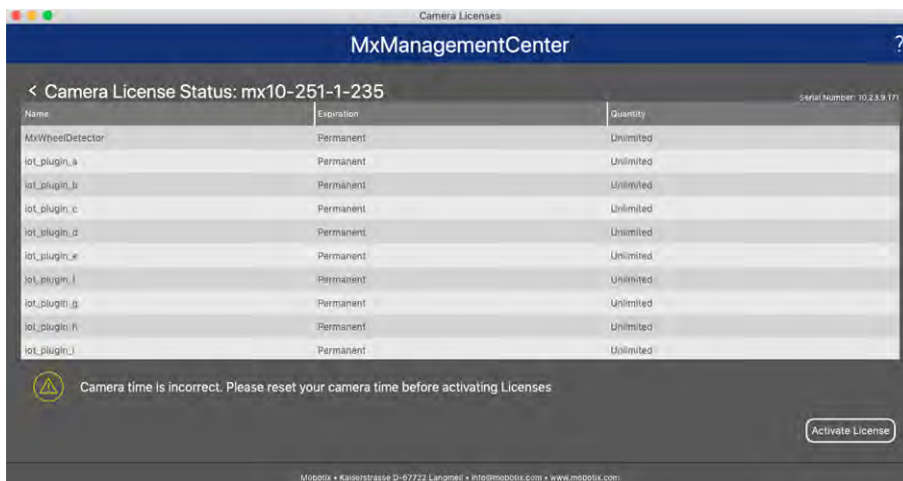 Camera Licenses
MxManagementCenter ?
< Camera License Status: mx10-251-1-235
Serial Number: 10.23.9.171
Name Expiration Quantity
MxWheelDetector Permanent Unlimited
iot_plugin_a Permanent Unlimited
iot_plugin_b Permanent Unlimited
iot_plugin_c Permanent Unlimited
iot_plugin_d Permanent Unlimited
iot_plugin_e Permanent Unlimited
iot_plugin_f Permanent Unlimited
iot_plugin_g Permanent Unlimited
iot_plugin_h Permanent Unlimited
iot_plugin_i Permanent Unlimited
Camera time is incorrect. Please reset your camera time before activating Licenses
Activate License
Mobotix • Kaiserstrasse D-67722 Langmeil • info@mobotix.com • www.mobotix.com